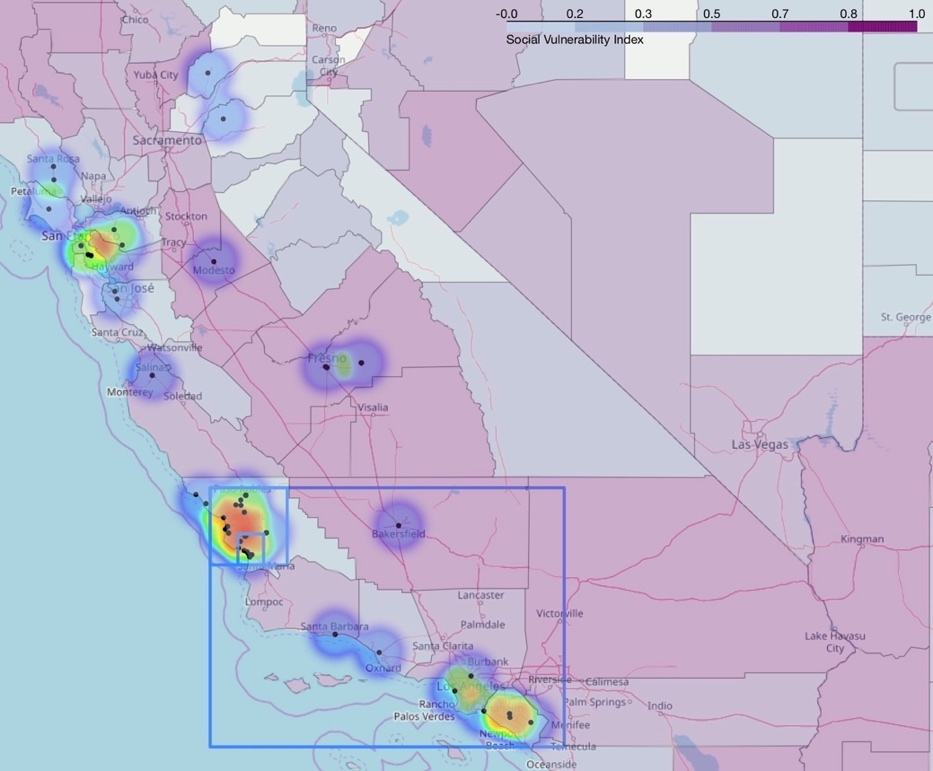 -0.0 0.2 0.3 0.5 0.7 0.8 1.0
Social Vulnerability Index
Chico
Reno
Carson
City
Yuba City
Sacramento
Santa Rosa
Napa
Vallejo
Antioch
Stockton
Tracy
Hayward
Modesto
San José
Santa Cruz
Watsonville
Salinas
Monterey
Soledad
Fresno
Visalia
St. George
Las Vegas
Kingman
Bakersfield
Lompoc
Lancaster
Palmdale
Victorville
Lake Havasu
City
Santa Barbara
Santa Clarita
Oxnard
Burbank
Los Angeles
Riverside
Calimesa
Rancho
Palos Verdes
Palm Springs
Indio
Menifee
Newport
Beach
Temecula
Oceanside